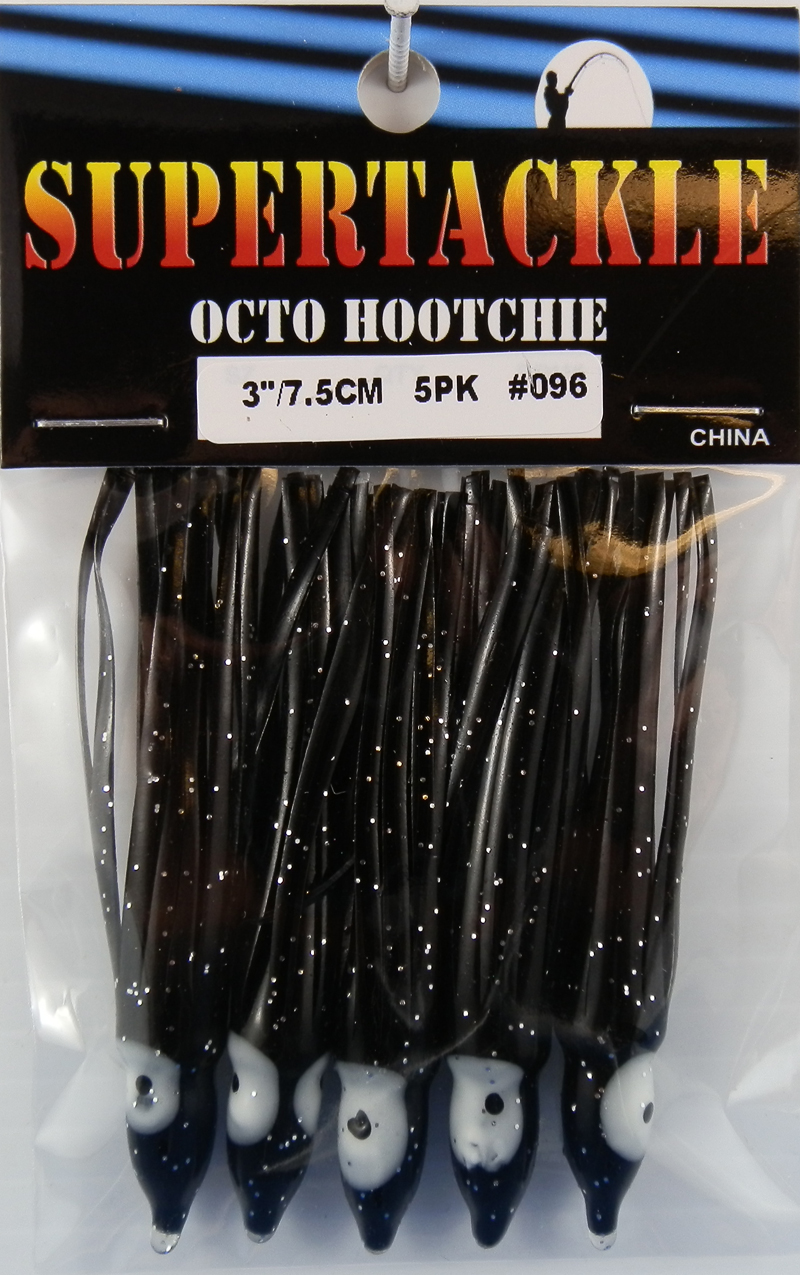 SUPERTACKLE
OCTO HOOTCHIE
3"/7.5CM 5PK #096
CHINA